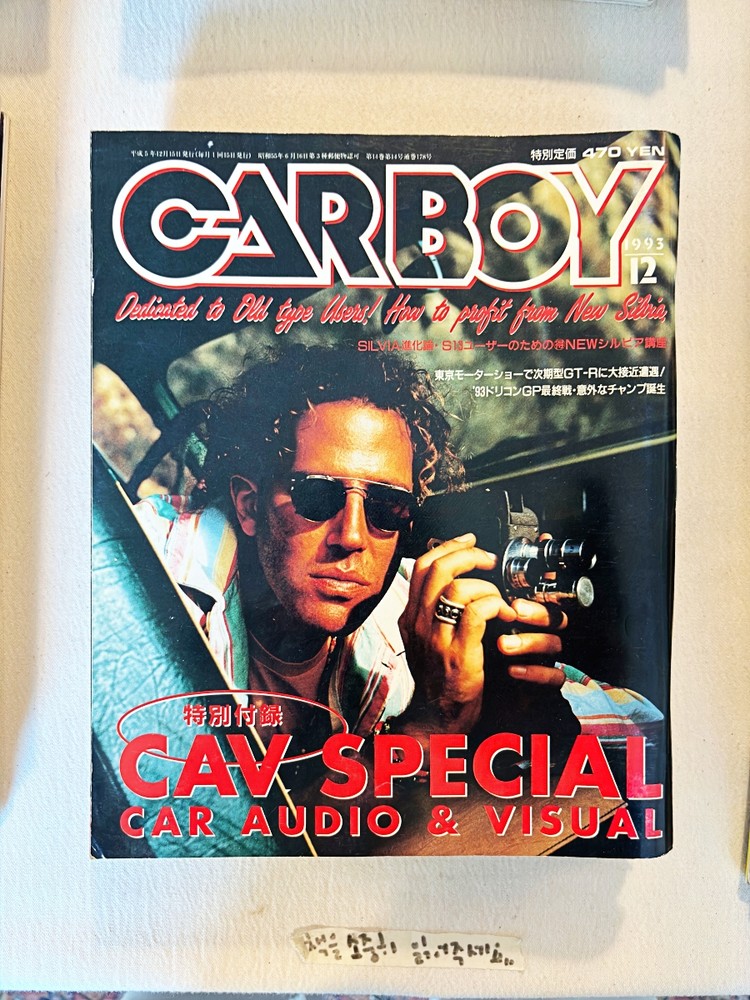 平成5年12月15日発行(毎月1回15日発行) 昭和55年6月16日第3種郵便物認可 第14巻第14号通巻178号
特別定価 470 YEN
CAR BOY
1993
12
Dedicated to Old type Users! How to profit from New Silvia
SILVIA進化論・S13ユーザーのための得NEWシルビア講座
東京モーターショーで次期型GT-Rに大接近遭遇!
'93ドリコンGP最終戦・意外なチャンプ誕生
特別付録
CAV SPECIAL
CAR AUDIO & VISUAL
책을 소중히 읽어주세요..